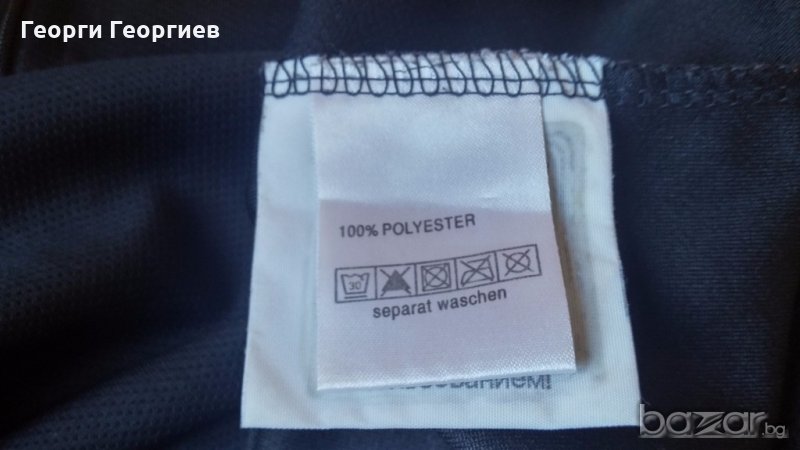 Георги Георгиев
100% POLYESTER
30
separat waschen
bazar.bg